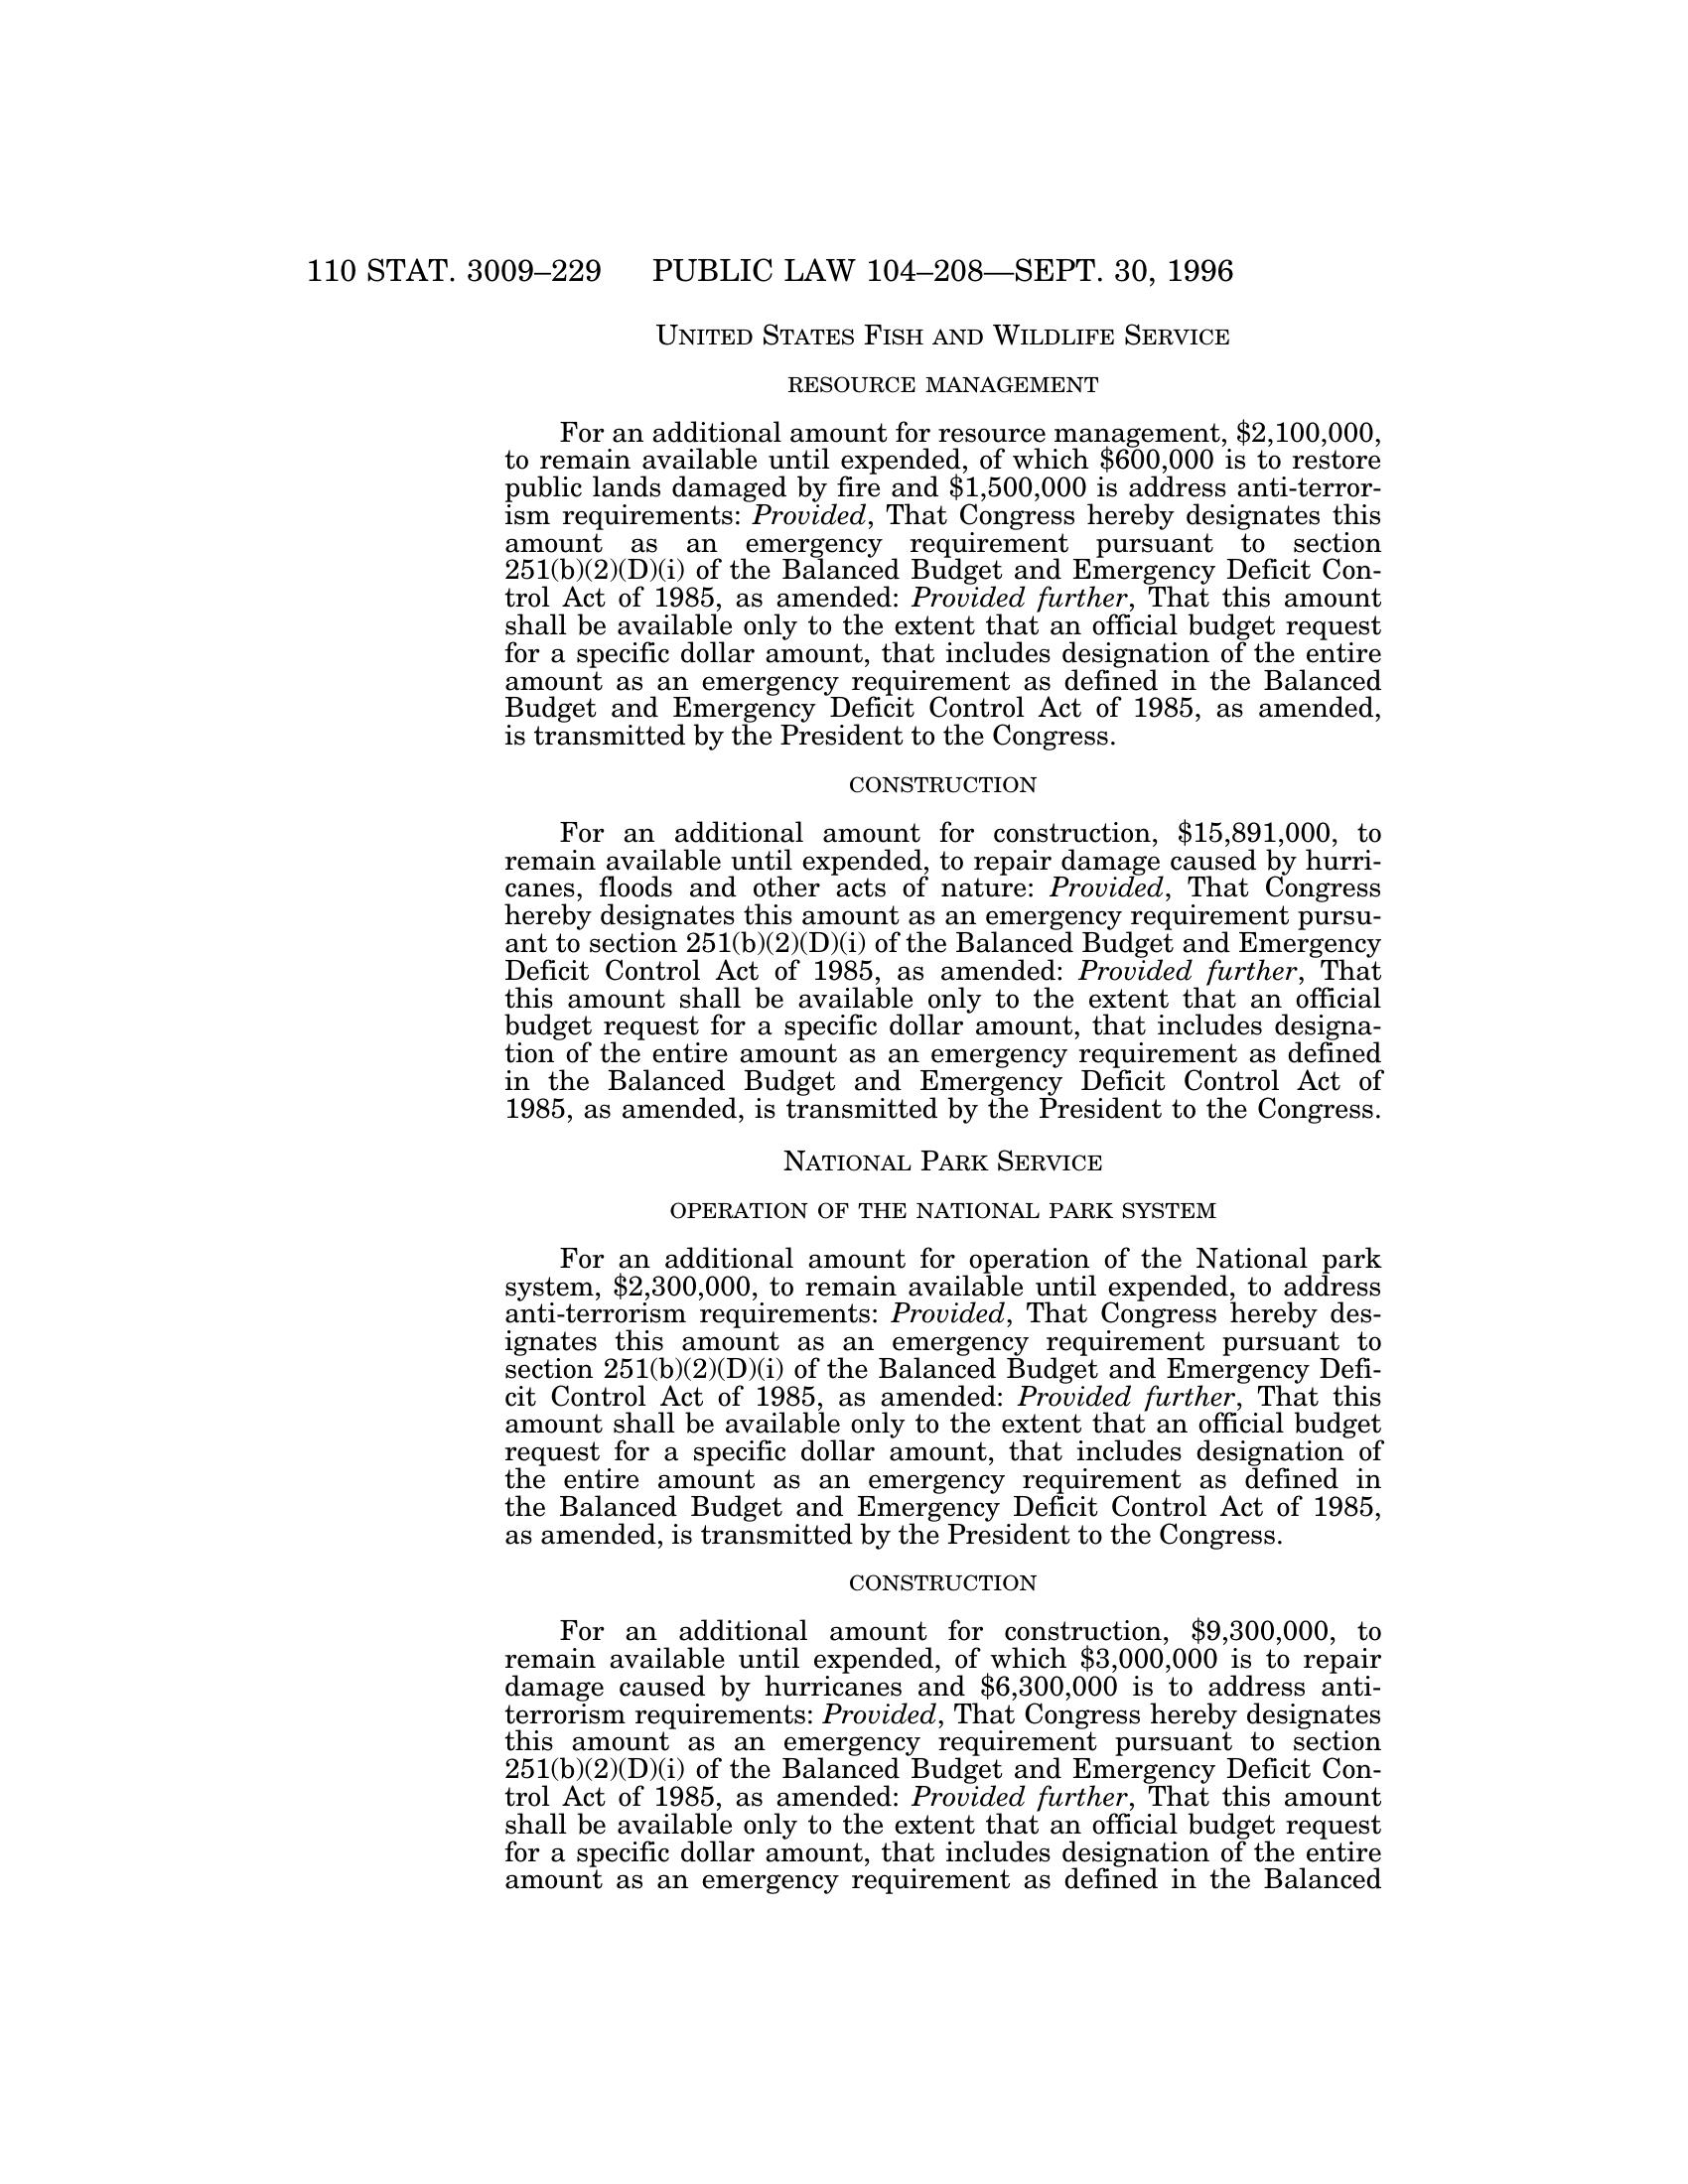 110 STAT. 3009–229 PUBLIC LAW 104–208—SEPT. 30, 1996
UNITED STATES FISH AND WILDLIFE SERVICE
RESOURCE MANAGEMENT
For an additional amount for resource management, $2,100,000,
to remain available until expended, of which $600,000 is to restore
public lands damaged by fire and $1,500,000 is address anti-terror-
ism requirements: Provided, That Congress hereby designates this
amount as an emergency requirement pursuant to section
251(b)(2)(D)(i) of the Balanced Budget and Emergency Deficit Con-
trol Act of 1985, as amended: Provided further, That this amount
shall be available only to the extent that an official budget request
for a specific dollar amount, that includes designation of the entire
amount as an emergency requirement as defined in the Balanced
Budget and Emergency Deficit Control Act of 1985, as amended,
is transmitted by the President to the Congress.
CONSTRUCTION
For an additional amount for construction, $15,891,000, to
remain available until expended, to repair damage caused by hurri-
canes, floods and other acts of nature: Provided, That Congress
hereby designates this amount as an emergency requirement pursu-
ant to section 251(b)(2)(D)(i) of the Balanced Budget and Emergency
Deficit Control Act of 1985, as amended: Provided further, That
this amount shall be available only to the extent that an official
budget request for a specific dollar amount, that includes designa-
tion of the entire amount as an emergency requirement as defined
in the Balanced Budget and Emergency Deficit Control Act of
1985, as amended, is transmitted by the President to the Congress.
NATIONAL PARK SERVICE
OPERATION OF THE NATIONAL PARK SYSTEM
For an additional amount for operation of the National park
system, $2,300,000, to remain available until expended, to address
anti-terrorism requirements: Provided, That Congress hereby des-
ignates this amount as an emergency requirement pursuant to
section 251(b)(2)(D)(i) of the Balanced Budget and Emergency Defi-
cit Control Act of 1985, as amended: Provided further, That this
amount shall be available only to the extent that an official budget
request for a specific dollar amount, that includes designation of
the entire amount as an emergency requirement as defined in
the Balanced Budget and Emergency Deficit Control Act of 1985,
as amended, is transmitted by the President to the Congress.
CONSTRUCTION
For an additional amount for construction, $9,300,000, to
remain available until expended, of which $3,000,000 is to repair
damage caused by hurricanes and $6,300,000 is to address anti-
terrorism requirements: Provided, That Congress hereby designates
this amount as an emergency requirement pursuant to section
251(b)(2)(D)(i) of the Balanced Budget and Emergency Deficit Con-
trol Act of 1985, as amended: Provided further, That this amount
shall be available only to the extent that an official budget request
for a specific dollar amount, that includes designation of the entire
amount as an emergency requirement as defined in the Balanced